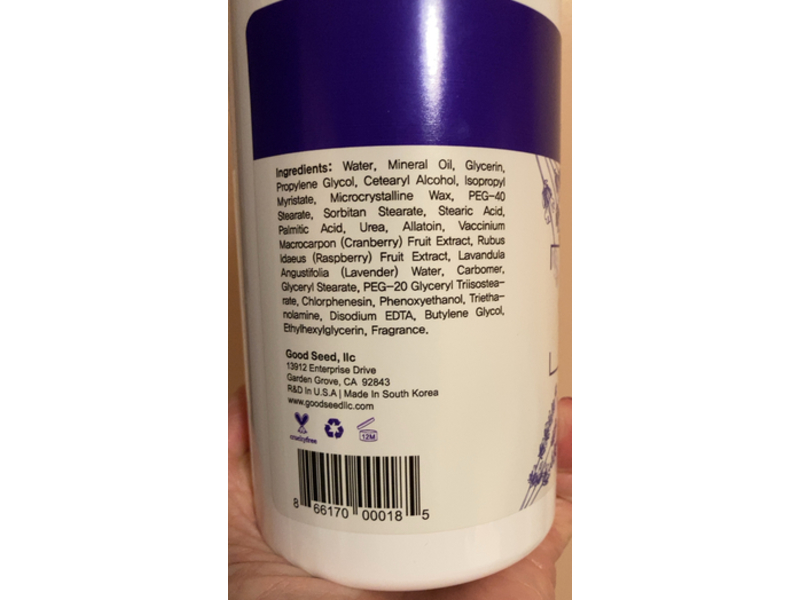 Ingredients: Water, Mineral Oil, Glycerin,
Propylene Glycol, Cetearyl Alcohol, Isopropyl
Myristate, Microcrystalline Wax, PEG-40
Stearate, Sorbitan Stearate, Stearic Acid,
Palmitic Acid, Urea, Allatoin, Vaccinium
Macrocarpon (Cranberry) Fruit Extract, Rubus
Idaeus (Raspberry) Fruit Extract, Lavandula
Angustifolia (Lavender) Water, Carbomer,
Glyceryl Stearate, PEG-20 Glyceryl Triisostea-
rate, Chlorphenesin, Phenoxyethanol, Trietha-
nolamine, Disodium EDTA, Butylene Glycol,
Ethylhexylglycerin, Fragrance.
Good Seed, llc
13912 Enterprise Drive
Garden Grove, CA 92843
R&D In U.S.A | Made In South Korea
www.goodseedllc.com
crueltyfree
12M
8 66170 00018 5